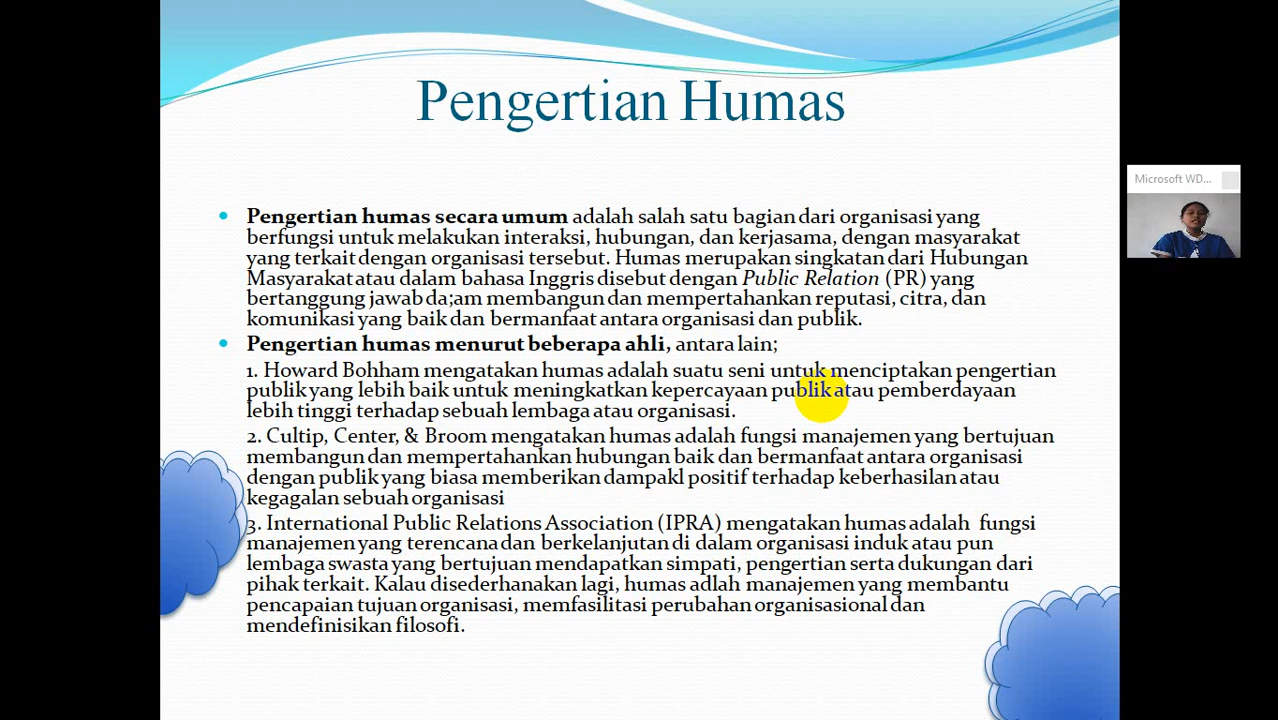 Pengertian Humas
Pengertian humas secara umum adalah salah satu bagian dari organisasi yang
berfungsi untuk melakukan interaksi, hubungan, dan kerjasama, dengan masyarakat
yang terkait dengan organisasi tersebut. Humas merupakan singkatan dari Hubungan
Masyarakat atau dalam bahasa Inggris disebut dengan Public Relation (PR) yang
bertanggung jawab da;am membangun dan mempertahankan reputasi, citra, dan
komunikasi yang baik dan bermanfaat antara organisasi dan publik.
Pengertian humas menurut beberapa ahli, antara lain;
1. Howard Bohham mengatakan humas adalah suatu seni untuk menciptakan pengertian
publik yang lebih baik untuk meningkatkan kepercayaan publik atau pemberdayaan
lebih tinggi terhadap sebuah lembaga atau organisasi.
2. Cultip, Center, & Broom mengatakan humas adalah fungsi manajemen yang bertujuan
membangun dan mempertahankan hubungan baik dan bermanfaat antara organisasi
dengan publik yang biasa memberikan dampakl positif terhadap keberhasilan atau
kegagalan sebuah organisasi
3. International Public Relations Association (IPRA) mengatakan humas adalah fungsi
manajemen yang terencana dan berkelanjutan di dalam organisasi induk atau pun
lembaga swasta yang bertujuan mendapatkan simpati, pengertian serta dukungan dari
pihak terkait. Kalau disederhanakan lagi, humas adlah manajemen yang membantu
pencapaian tujuan organisasi, memfasilitasi perubahan organisasional dan
mendefinisikan filosofi.
Microsoft WD...